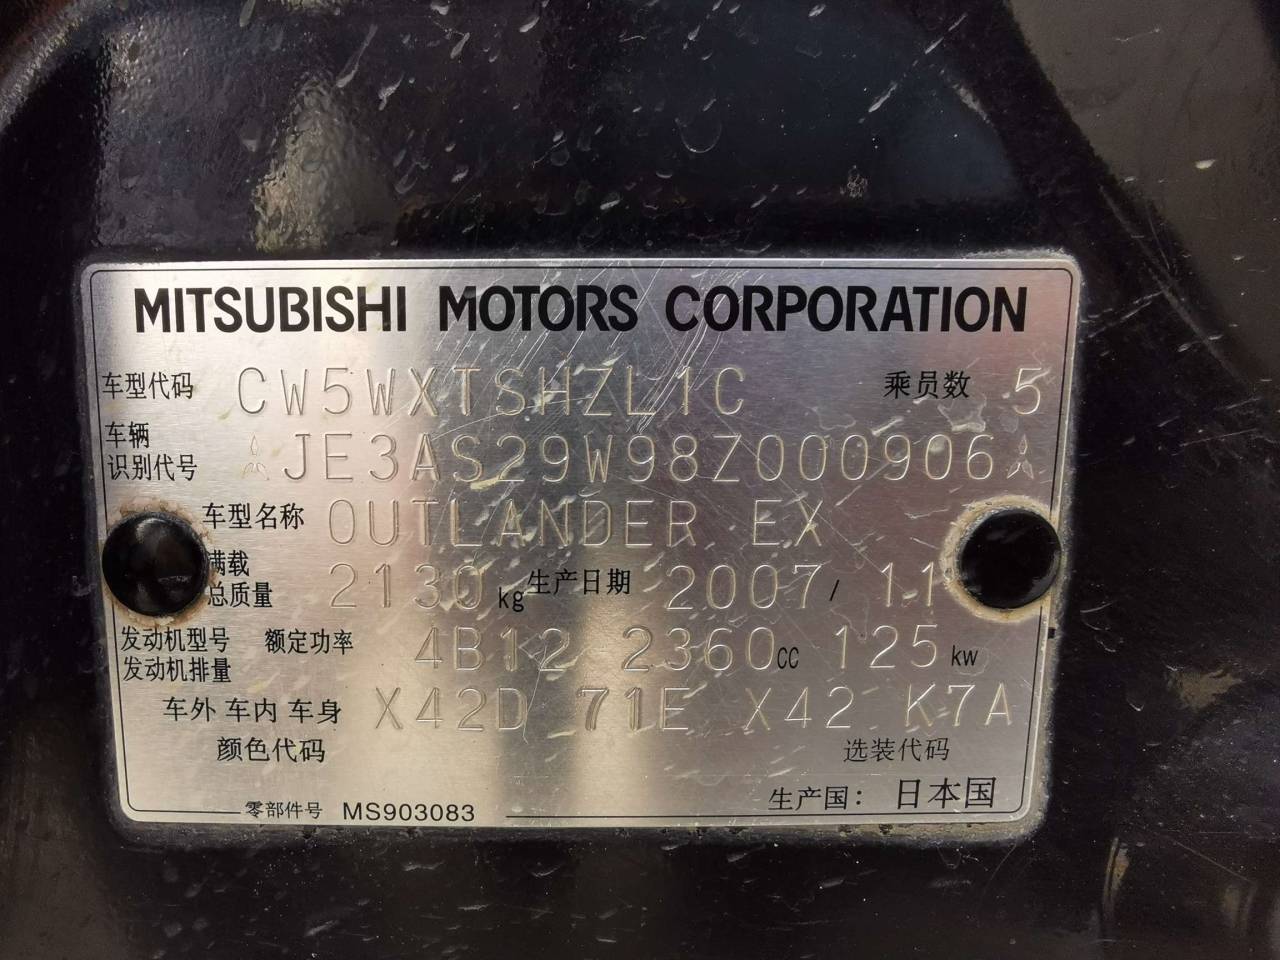 MITSUBISHI MOTORS CORPORATION
车型代码 CW5WXTSHZL1C 乘员数 5
车辆
识别代号 JE3AS29W98Z000906
车型名称 OUTLANDER EX
满载
总质量 2130 kg 生产日期 2007 / 11
发动机型号 额定功率 4B12 2360cc 125 kw
发动机排量
车外 车内 车身 X42D 71E X42 K7A
颜色代码 选装代码
生产国: 日本国
零部件号 MS903083